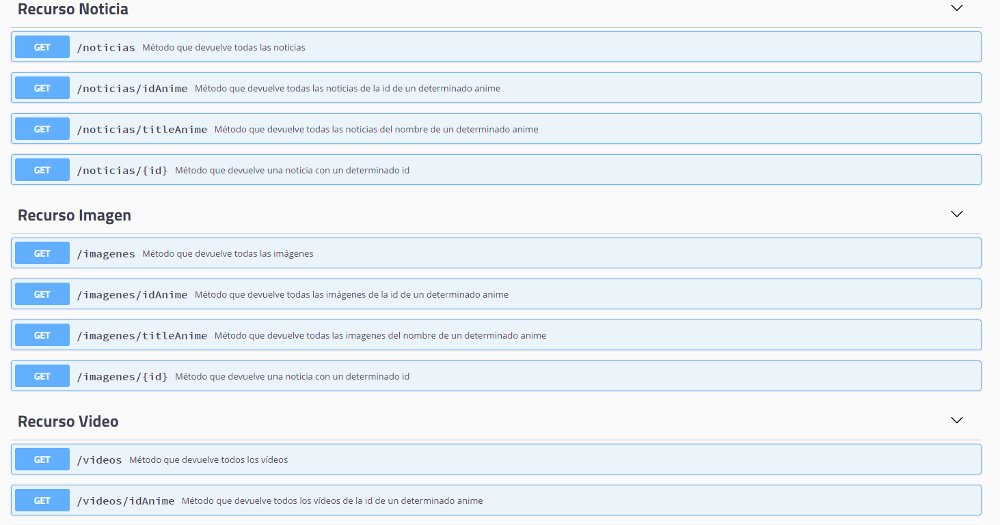 Recurso Noticia
GET /noticias Método que devuelve todas las noticias
GET /noticias/idAnime Método que devuelve todas las noticias de la id de un determinado anime
GET /noticias/titleAnime Método que devuelve todas las noticias del nombre de un determinado anime
GET /noticias/{id} Método que devuelve una noticia con un determinado id
Recurso Imagen
GET /imagenes Método que devuelve todas las imágenes
GET /imagenes/idAnime Método que devuelve todas las imágenes de la id de un determinado anime
GET /imagenes/titleAnime Método que devuelve todas las imagenes del nombre de un determinado anime
GET /imagenes/{id} Método que devuelve una noticia con un determinado id
Recurso Video
GET /videos Método que devuelve todos los vídeos
GET /videos/idAnime Método que devuelve todos los vídeos de la id de un determinado anime